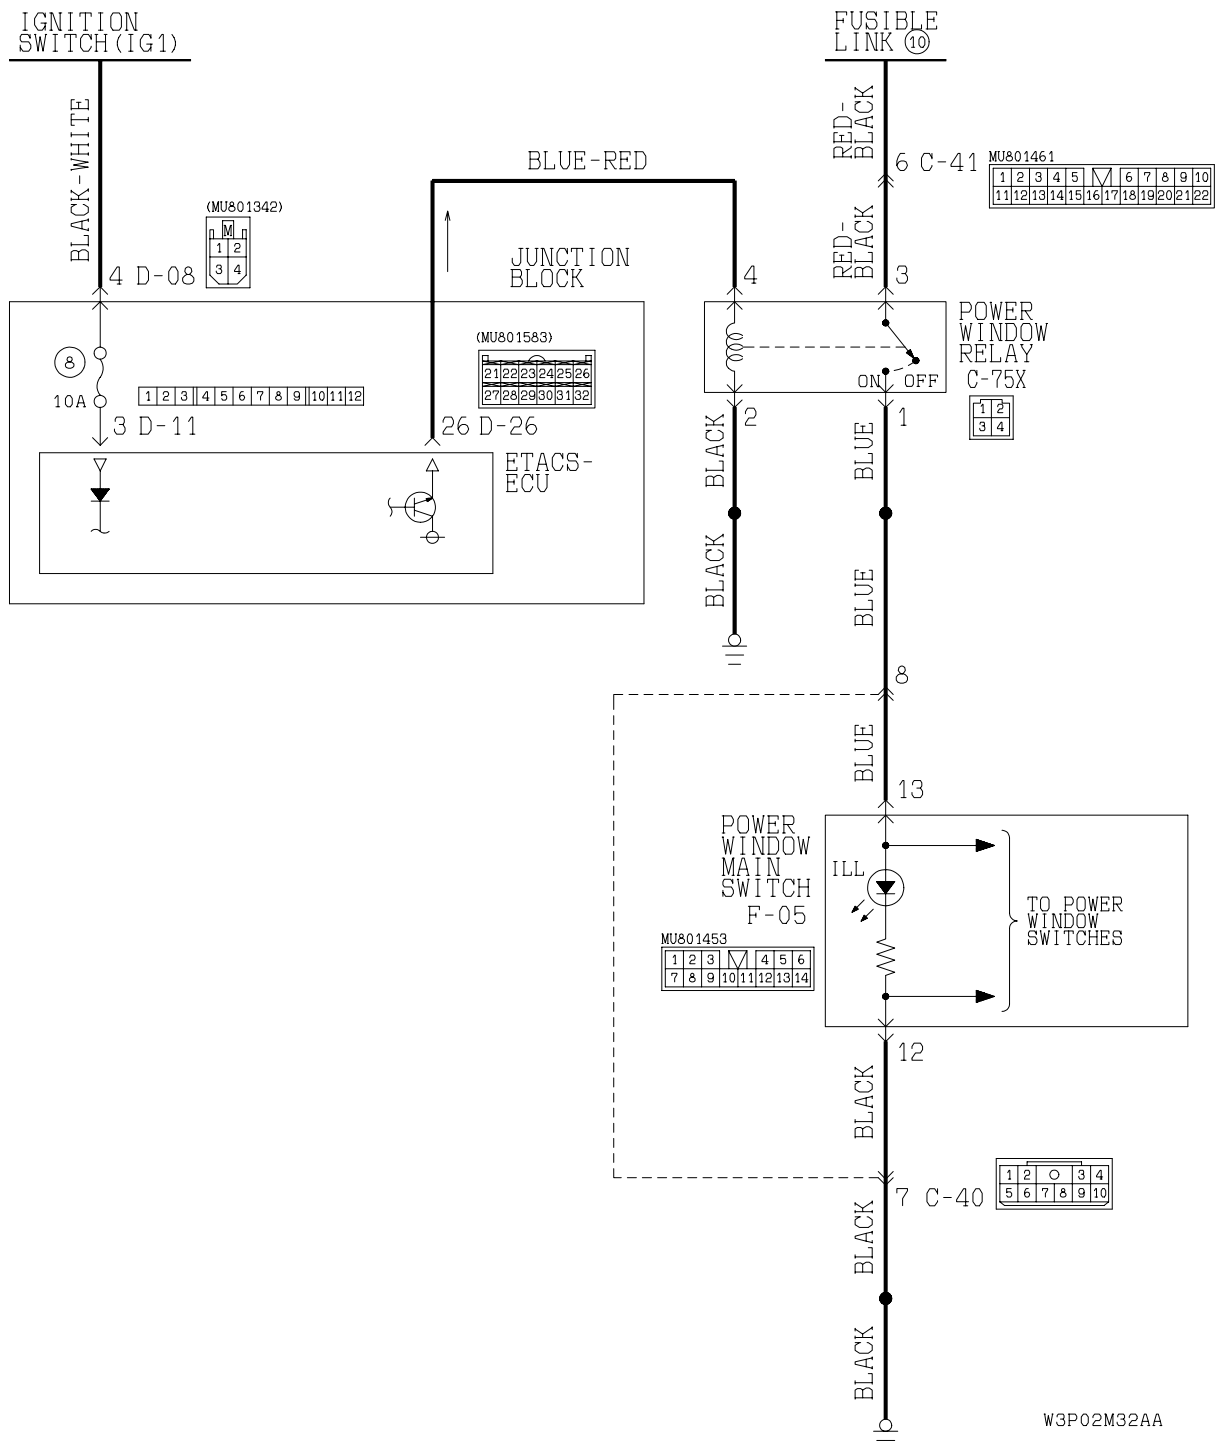 IGNITION
SWITCH(IG1)
FUSIBLE
LINK 10
BLACK-WHITE
RED-
BLACK
BLUE-RED
6 C-41
MU801461
1 2 3 4 5 6 7 8 9 10
11 12 13 14 15 16 17 18 19 20 21 22
(MU801342)
M
1 2
3 4
4 D-08
JUNCTION
BLOCK
RED-
BLACK
4
3
POWER
WINDOW
RELAY
C-75X
1 2
3 4
ON OFF
8
10A
1 2 3 4 5 6 7 8 9 10 11 12
3 D-11
(MU801583)
21 22 23 24 25 26
27 28 29 30 31 32
26 D-26
ETACS-
ECU
2
1
BLACK
BLUE
BLACK
BLUE
8
BLUE
13
POWER
WINDOW
MAIN
SWITCH
F-05
ILL
TO POWER
WINDOW
SWITCHES
MU801453
1 2 3 4 5 6
7 8 9 10 11 12 13 14
12
BLACK
7 C-40
1 2 3 4
5 6 7 8 9 10
BLACK
BLACK
W3P02M32AA